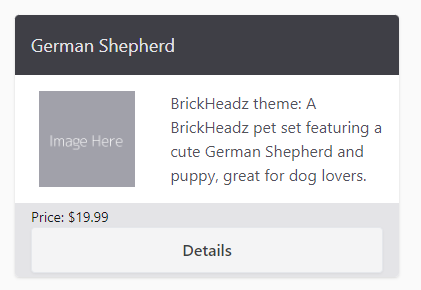 German Shepherd
Image Here
BrickHeadz theme: A
BrickHeadz pet set featuring a
cute German Shepherd and
puppy, great for dog lovers.
Price: $19.99
Details